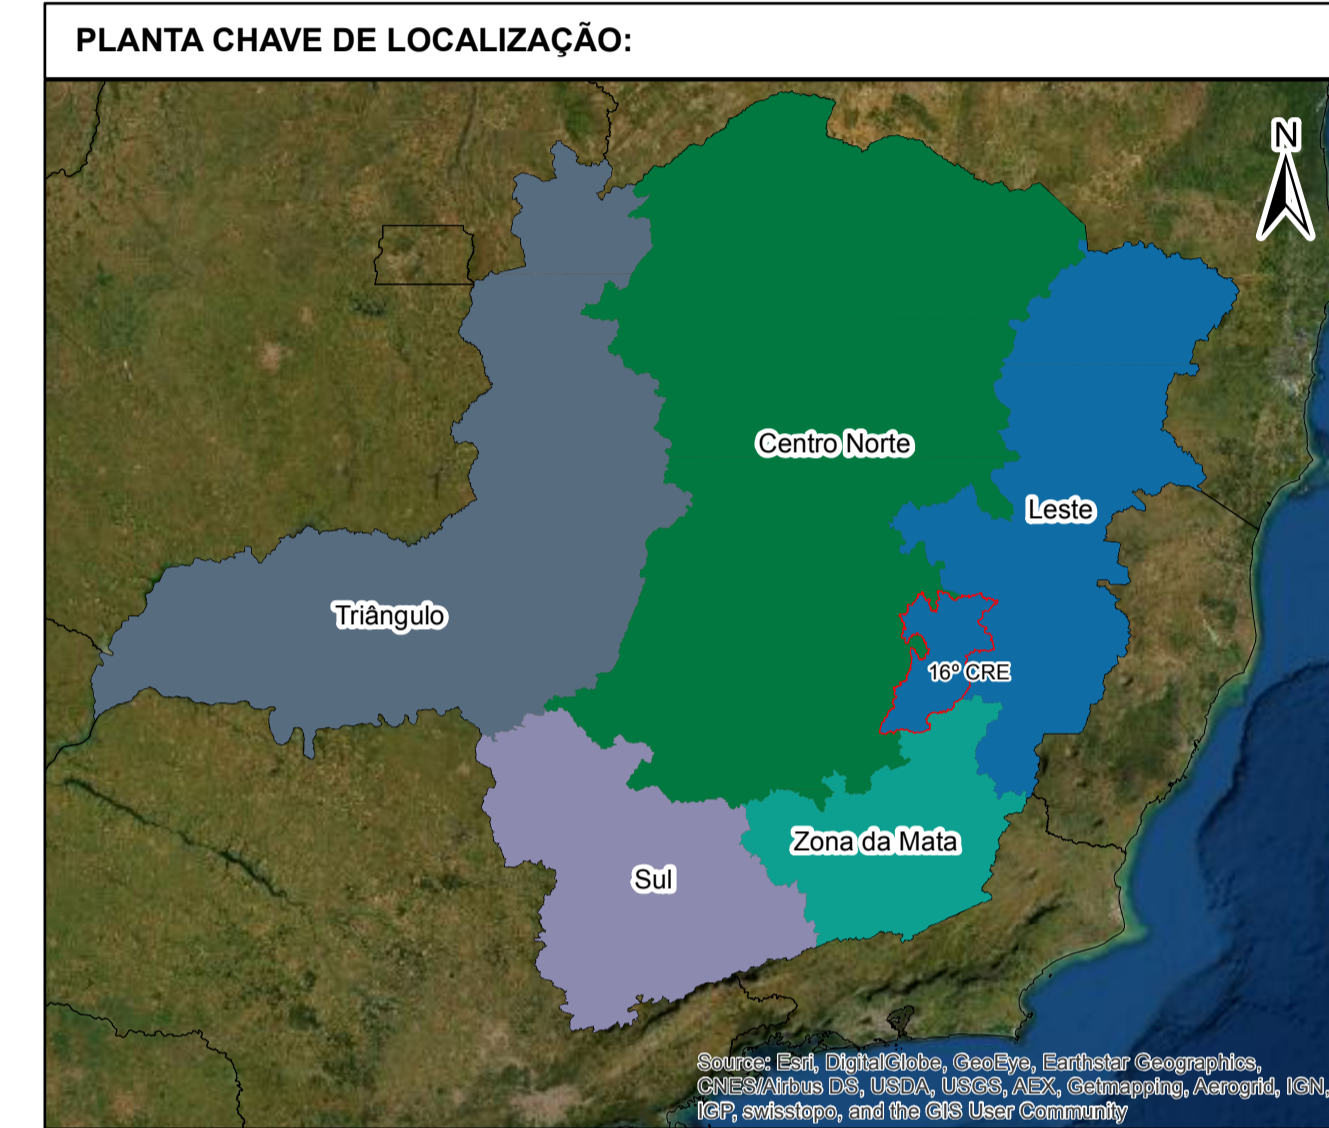 PLANTA CHAVE DE LOCALIZAÇÃO:
N
Centro Norte
Leste
Triângulo
16º CRE
Zona da Mata
Sul
Source: Esri, DigitalGlobe, GeoEye, Earthstar Geographics,
CNES/Airbus DS, USDA, USGS, AEX, Getmapping, Aerogrid, IGN,
IGP, swisstopo, and the GIS User Community